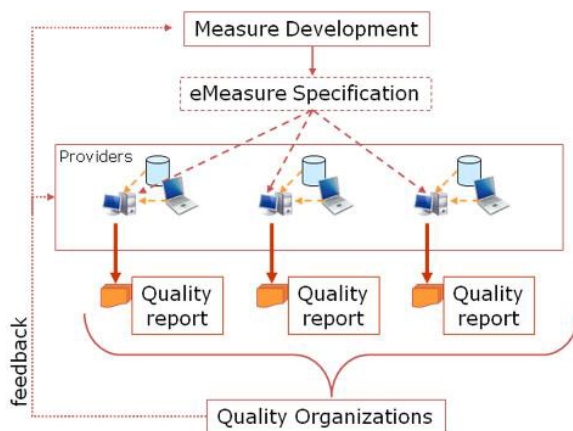 Measure Development
eMeasure Specification
Providers
Quality
report
Quality
report
Quality
report
feedback
Quality Organizations